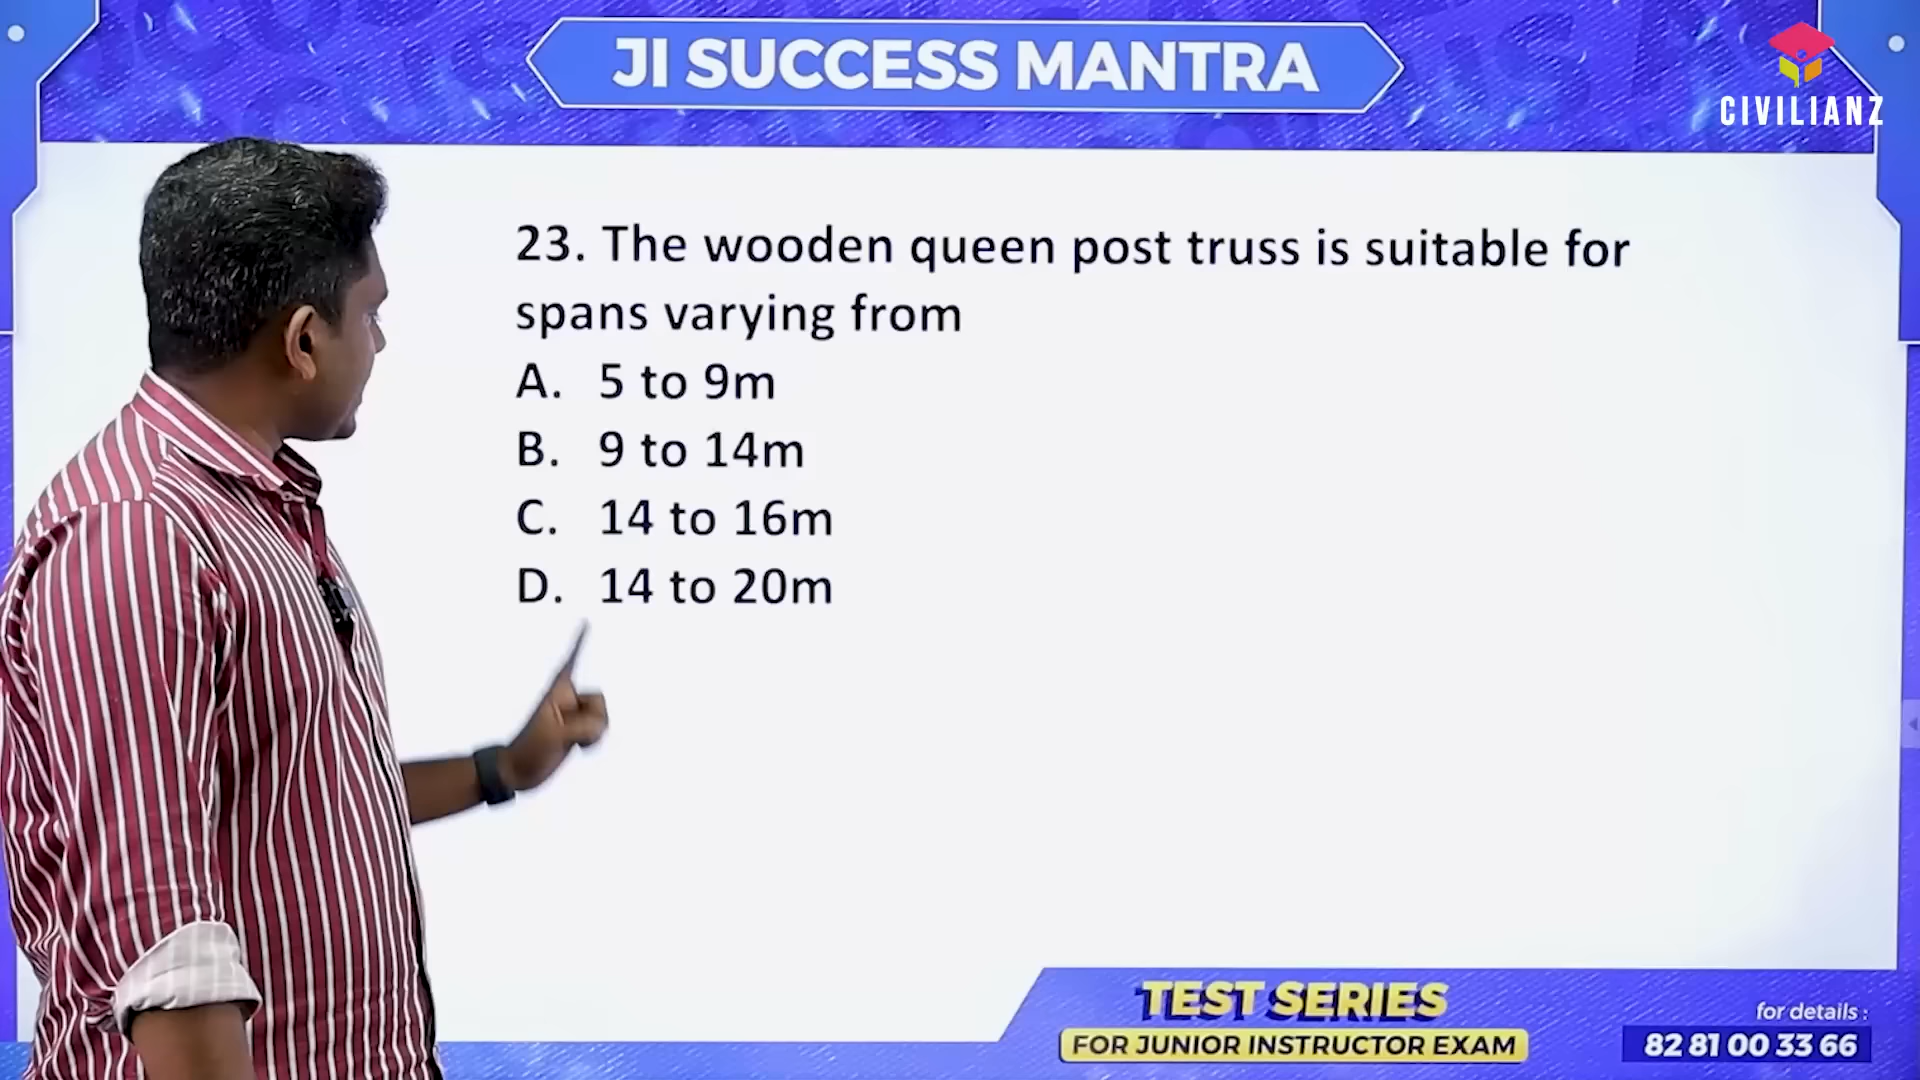 JI SUCCESS MANTRA
CIVILIANZ
23. The wooden queen post truss is suitable for
spans varying from
A. 5 to 9m
B. 9 to 14m
C. 14 to 16m
D. 14 to 20m
TEST SERIES
FOR JUNIOR INSTRUCTOR EXAM
for details :
82 81 00 33 66